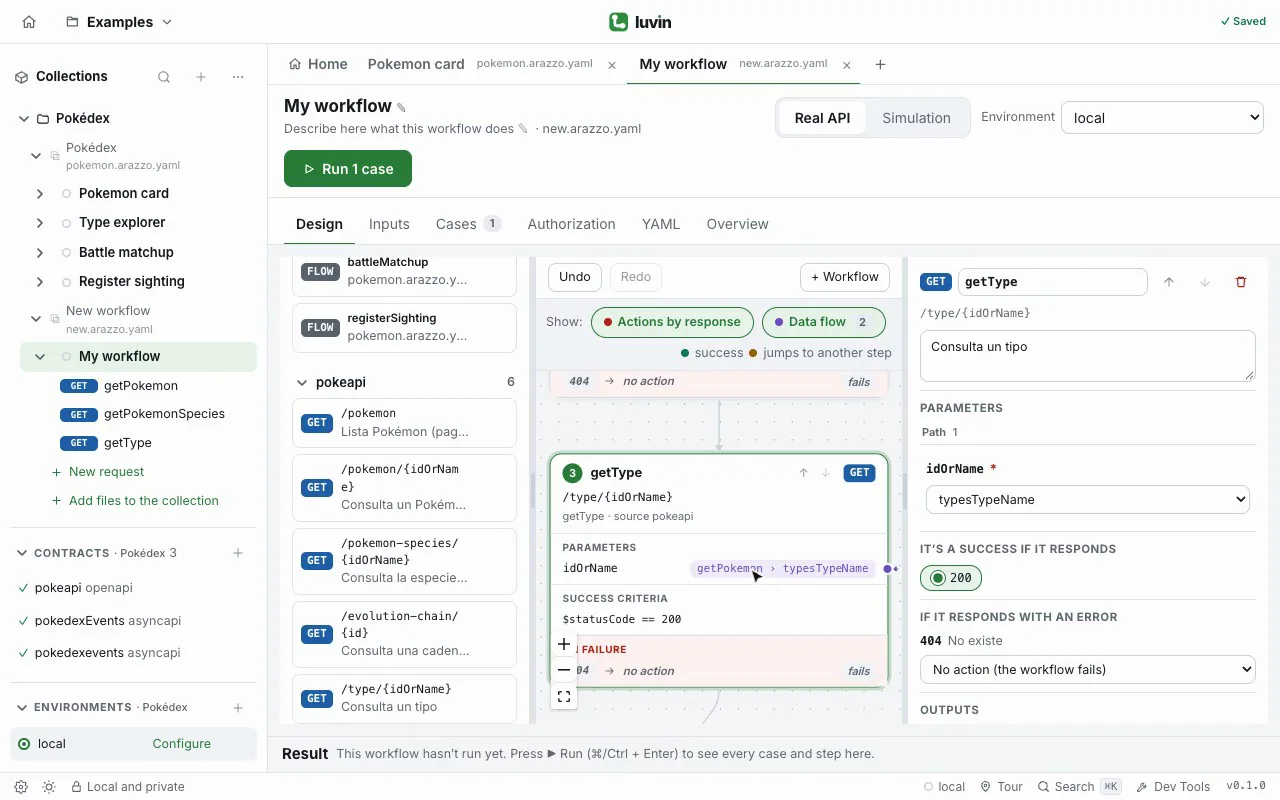 Examples
luvin
Saved
Collections
Pokédex
Pokédex
pokemon.arazzo.yaml
Pokemon card
Type explorer
Battle matchup
Register sighting
New workflow
new.arazzo.yaml
My workflow
GET getPokemon
GET getPokemonSpecies
GET getType
+ New request
+ Add files to the collection
CONTRACTS · Pokédex 3
pokeapi openapi
pokedexEvents asyncapi
pokedexevents asyncapi
ENVIRONMENTS · Pokédex
local Configure
Home
Pokemon card pokemon.arazzo.yaml
My workflow new.arazzo.yaml
My workflow
Describe here what this workflow does · new.arazzo.yaml
Real API Simulation
Environment local
Run 1 case
Design Inputs Cases 1 Authorization YAML Overview
FLOW battleMatchup
pokemon.arazzo.y...
FLOW registerSighting
pokemon.arazzo.y...
pokeapi 6
GET /pokemon
Lista Pokémon (pag...
GET /pokemon/{idOrNam
e}
Consulta un Pokém...
GET /pokemon-species/
{idOrName}
Consulta la especie...
GET /evolution-chain/
{id}
Consulta una caden...
GET /type/{idOrName}
Consulta un tipo
Undo Redo + Workflow
Show: Actions by response Data flow 2
success jumps to another step
404 → no action fails
3 getType GET
/type/{idOrName}
getType · source pokeapi
PARAMETERS
idOrName getPokemon › typesTypeName
SUCCESS CRITERIA
$statusCode == 200
FAILURE
04 → no action fails
GET getType
/type/{idOrName}
Consulta un tipo
PARAMETERS
Path 1
idOrName *
typesTypeName
IT'S A SUCCESS IF IT RESPONDS
200
IF IT RESPONDS WITH AN ERROR
404 No existe
No action (the workflow fails)
OUTPUTS
Result This workflow hasn't run yet. Press ▶ Run (⌘/Ctrl + Enter) to see every case and step here.
Local and private
local Tour Search ⌘K Dev Tools v0.1.0